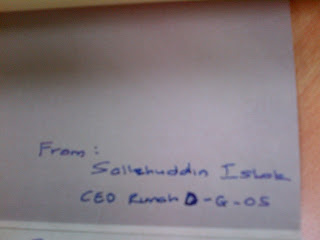 From:
Sallehuddin Ishak
CEO Rumah D-G-05